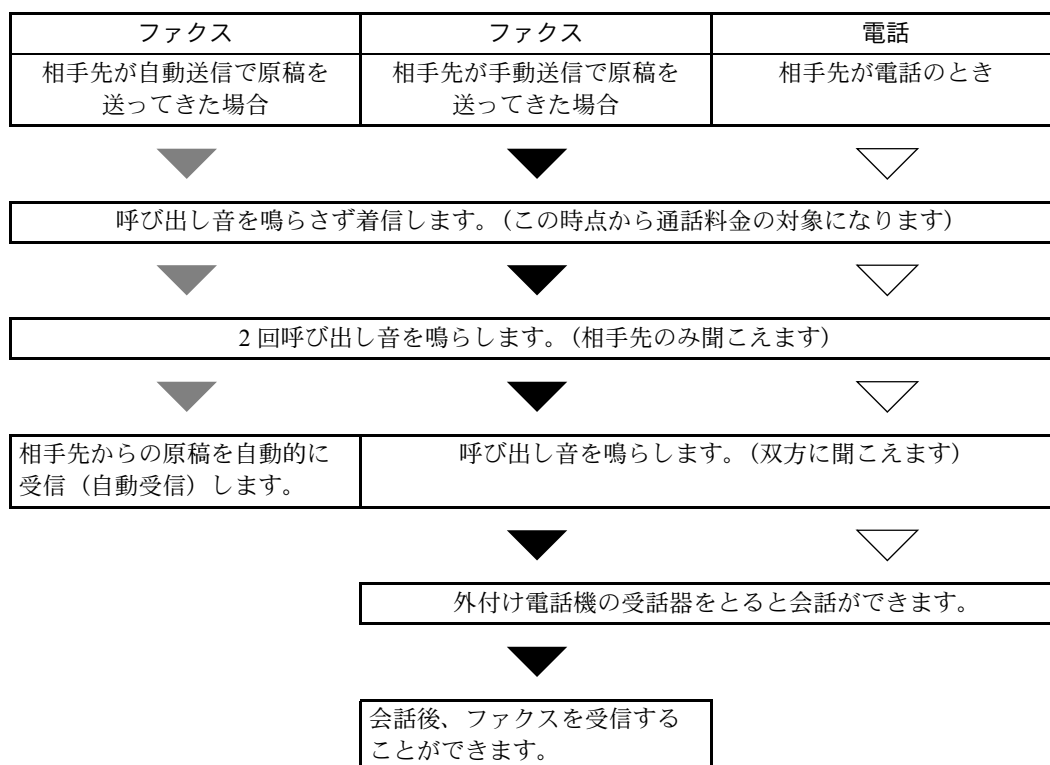 ファクス
ファクス
電話
相手先が自動送信で原稿を
送ってきた場合
相手先が手動送信で原稿を
送ってきた場合
相手先が電話のとき
呼び出し音を鳴らさず着信します。（この時点から通話料金の対象になります）
2 回呼び出し音を鳴らします。（相手先のみ聞こえます）
相手先からの原稿を自動的に
受信（自動受信）します。
呼び出し音を鳴らします。（双方に聞こえます）
外付け電話機の受話器をとると会話ができます。
会話後、ファクスを受信する
ことができます。